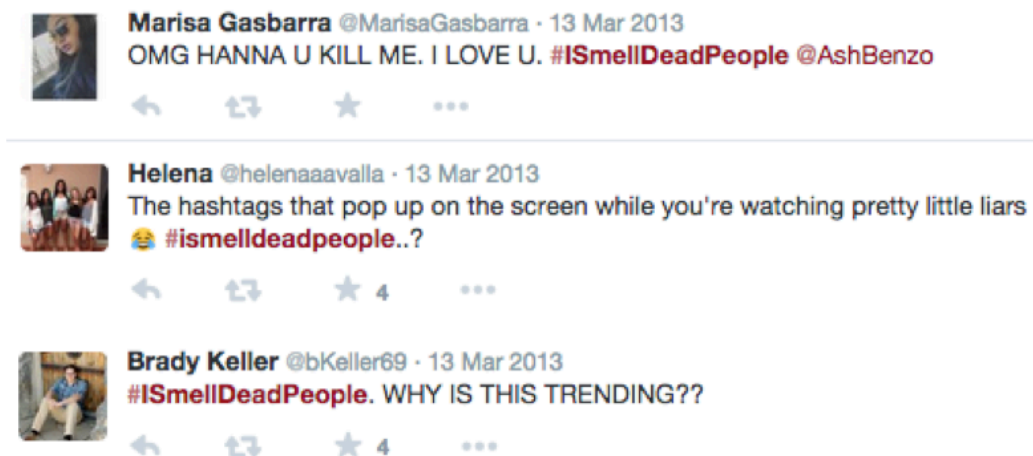 Marisa Gasbarra @MarisaGasbarra · 13 Mar 2013
OMG HANNA U KILL ME. I LOVE U. #ISmellDeadPeople @AshBenzo
Helena @helenaaavalla · 13 Mar 2013
The hashtags that pop up on the screen while you're watching pretty little liars
😂 #ismelldeadpeople..?
4
Brady Keller @bKeller69 · 13 Mar 2013
#ISmellDeadPeople. WHY IS THIS TRENDING??
4